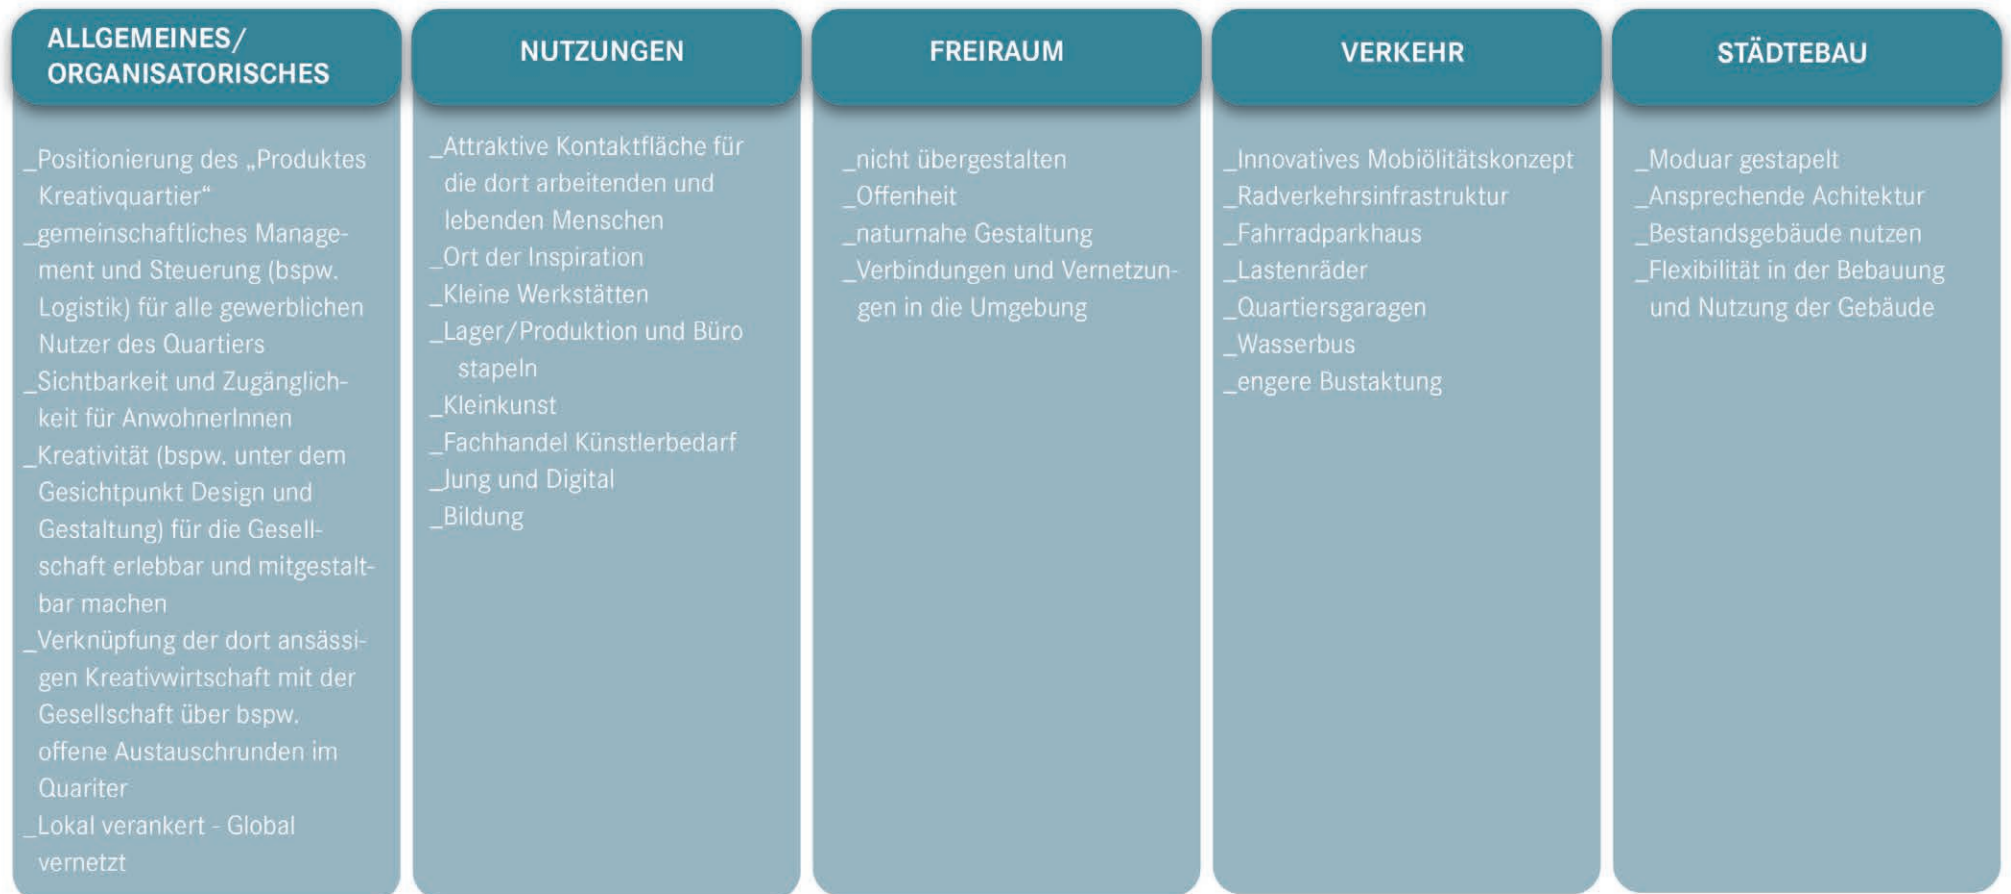 ALLGEMEINES/
ORGANISATORISCHES
_Positionierung des „Produktes
Kreativquartier“
_gemeinschaftliches Manage-
ment und Steuerung (bspw.
Logistik) für alle gewerblichen
Nutzer des Quartiers
_Sichtbarkeit und Zugänglich-
keit für AnwohnerInnen
_Kreativität (bspw. unter dem
Gesichtpunkt Design und
Gestaltung) für die Gesell-
schaft erlebbar und mitgestalt-
bar machen
_Verknüpfung der dort ansässi-
gen Kreativwirtschaft mit der
Gesellschaft über bspw.
offene Austauschrunden im
Quariter
_Lokal verankert - Global
vernetzt
NUTZUNGEN
_Attraktive Kontaktfläche für
die dort arbeitenden und
lebenden Menschen
_Ort der Inspiration
_Kleine Werkstätten
_Lager/Produktion und Büro
stapeln
_Kleinkunst
_Fachhandel Künstlerbedarf
_Jung und Digital
_Bildung
FREIRAUM
_nicht übergestalten
_Offenheit
_naturnahe Gestaltung
_Verbindungen und Vernetzun-
gen in die Umgebung
VERKEHR
_Innovatives Mobiölitätskonzept
_Radverkehrsinfrastruktur
_Fahrradparkhaus
_Lastenräder
_Quartiersgaragen
_Wasserbus
_engere Bustaktung
STÄDTEBAU
_Moduar gestapelt
_Ansprechende Achitektur
_Bestandsgebäude nutzen
_Flexibilität in der Bebauung
und Nutzung der Gebäude